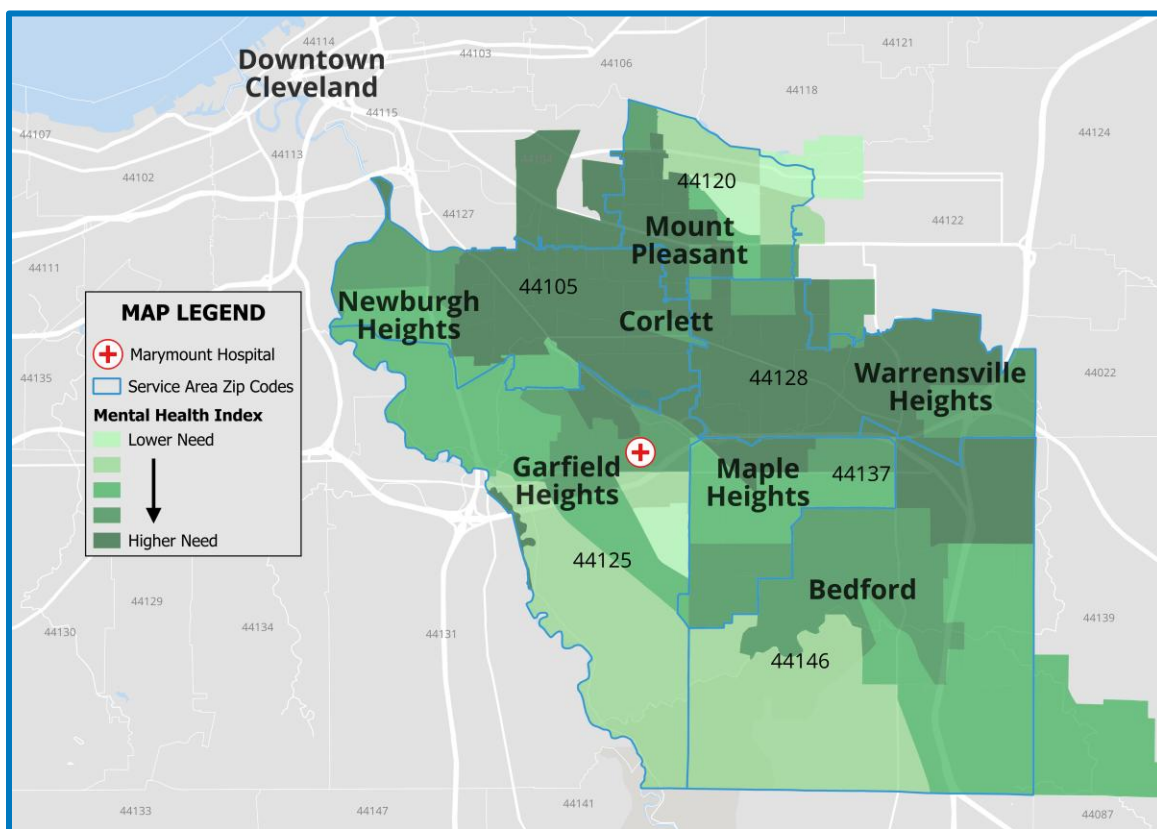 44114
44103
44106
44121
Downtown
Cleveland
44118
44115
44107
44124
44113
44102
44104
44120
44127
44122
Mount
Pleasant
44111
44105
Newburgh
Heights
Corlett
MAP LEGEND
Marymount Hospital
Service Area Zip Codes
Mental Health Index
Lower Need
Higher Need
44135
44128
Warrensville
Heights
44022
Garfield
Heights
Maple
Heights
44137
44125
Bedford
44129
44130
44134
44131
44139
44146
44133
44147
44141
44087